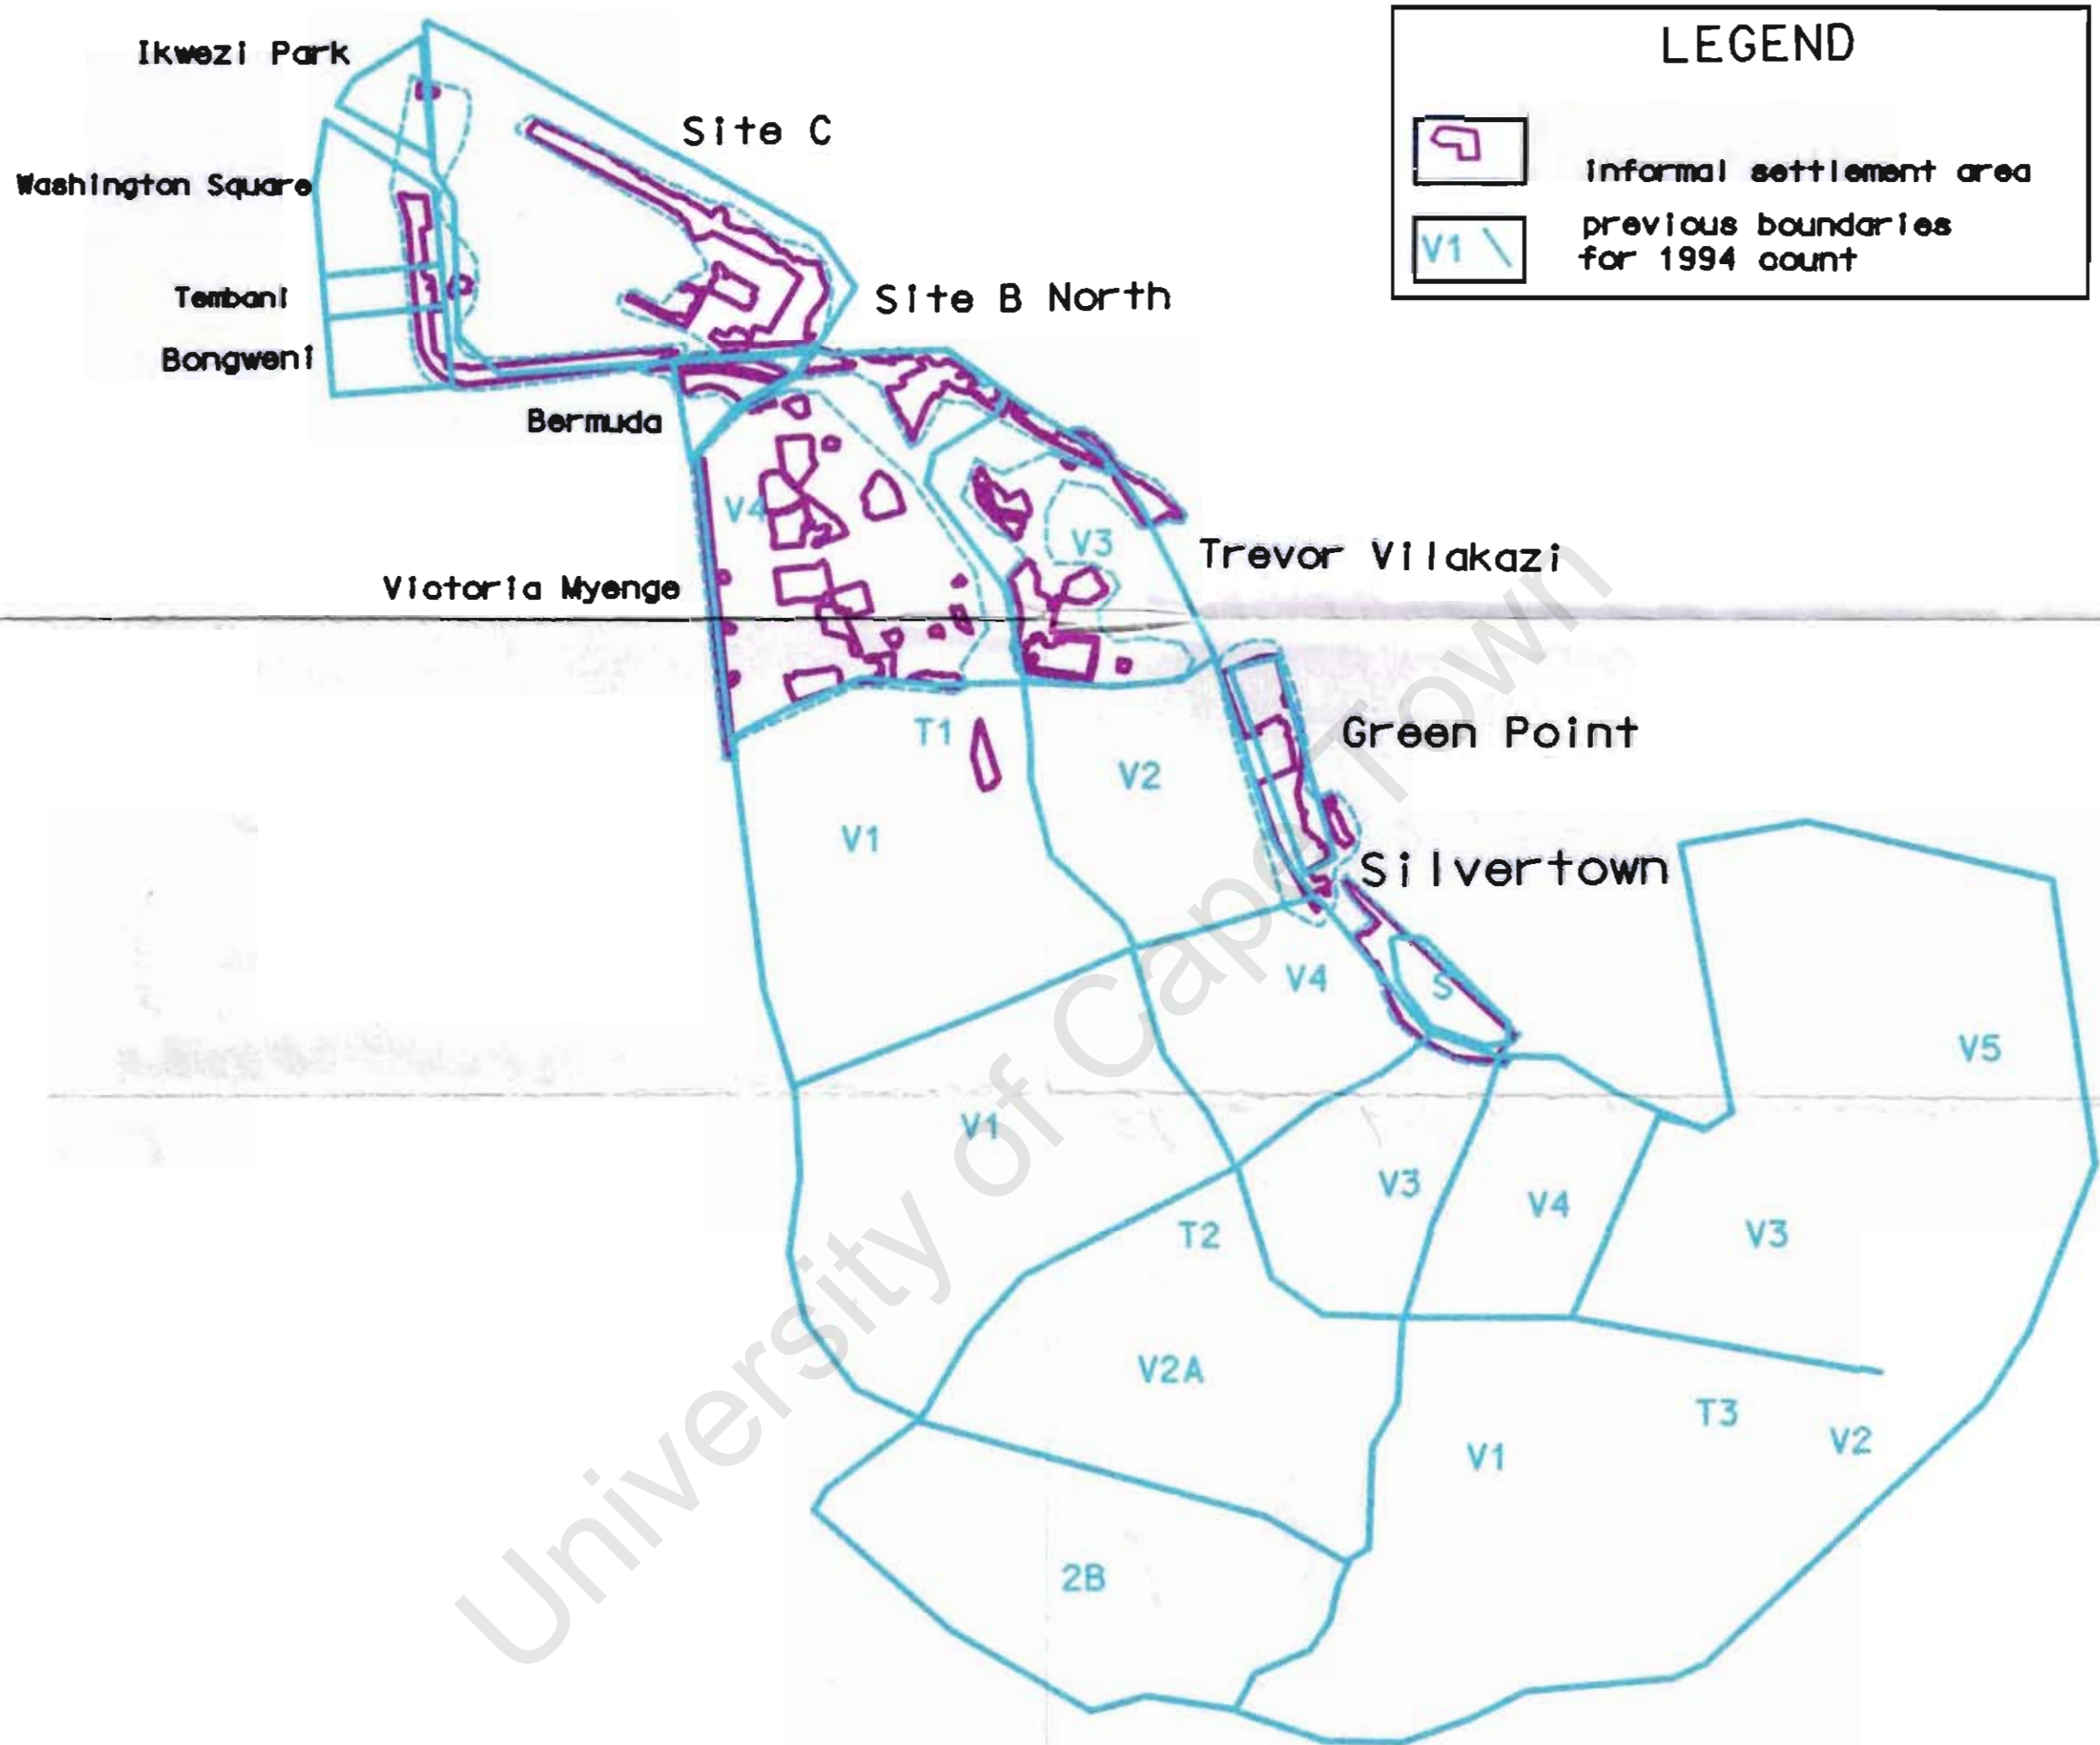 LEGEND
informal settlement area
V1
previous boundaries
for 1994 count
Ikwezi Park
Site C
Washington Square
Tembani
Site B North
Bongweni
Bermuda
V4
V3
Trevor Vilakazi
Victoria Myenge
T1
Green Point
V2
V1
Silvertown
V4
S
V5
V1
V3
V4
T2
V3
V2A
T3
V1
V2
2B
University of Cape Town